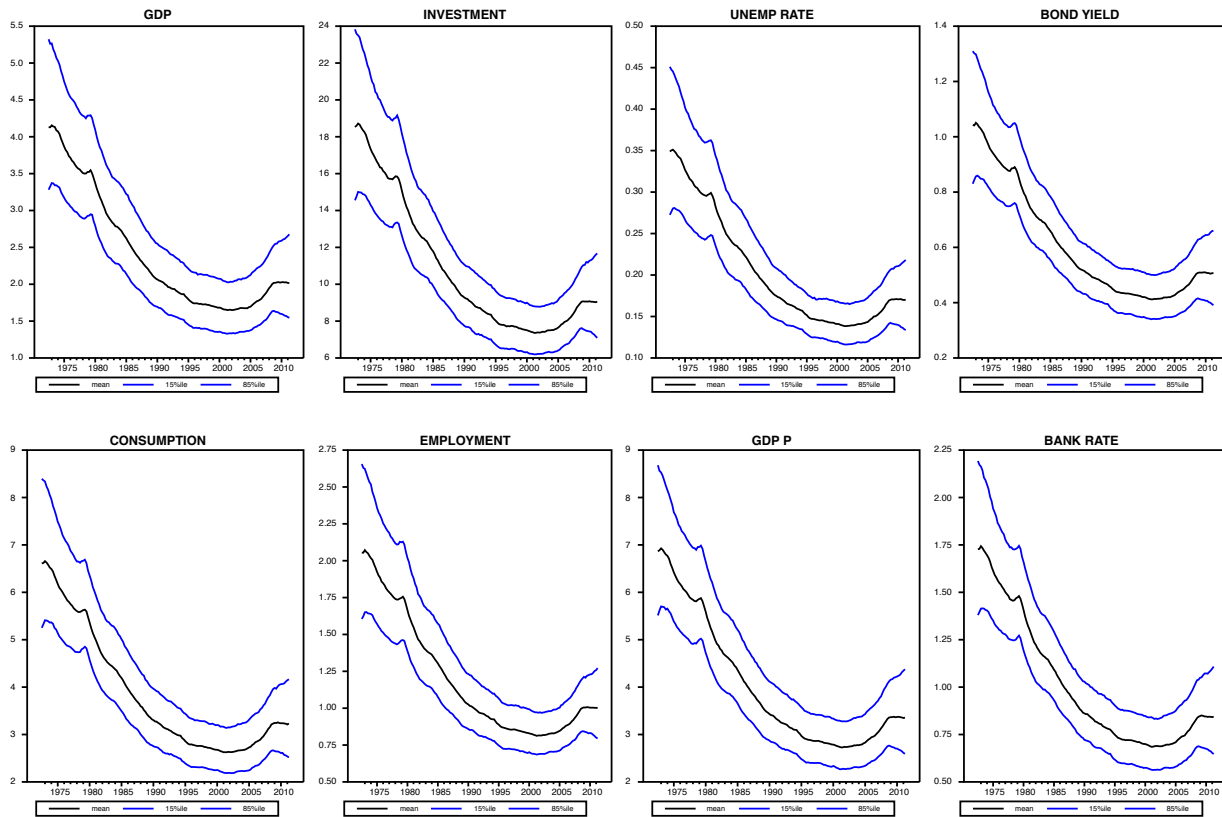 GDP
5.5
5.0
4.5
4.0
3.5
3.0
2.5
2.0
1.5
1.0
1975 1980 1985 1990 1995 2000 2005 2010
mean 15%ile 85%ile
INVESTMENT
24
22
20
18
16
14
12
10
8
6
1975 1980 1985 1990 1995 2000 2005 2010
mean 15%ile 85%ile
UNEMP RATE
0.50
0.45
0.40
0.35
0.30
0.25
0.20
0.15
0.10
1975 1980 1985 1990 1995 2000 2005 2010
mean 15%ile 85%ile
BOND YIELD
1.4
1.2
1.0
0.8
0.6
0.4
0.2
1975 1980 1985 1990 1995 2000 2005 2010
mean 15%ile 85%ile
CONSUMPTION
9
8
7
6
5
4
3
2
1975 1980 1985 1990 1995 2000 2005 2010
mean 15%ile 85%ile
EMPLOYMENT
2.75
2.50
2.25
2.00
1.75
1.50
1.25
1.00
0.75
0.50
1975 1980 1985 1990 1995 2000 2005 2010
mean 15%ile 85%ile
GDP P
9
8
7
6
5
4
3
2
1975 1980 1985 1990 1995 2000 2005 2010
mean 15%ile 85%ile
BANK RATE
2.25
2.00
1.75
1.50
1.25
1.00
0.75
0.50
1975 1980 1985 1990 1995 2000 2005 2010
mean 15%ile 85%ile